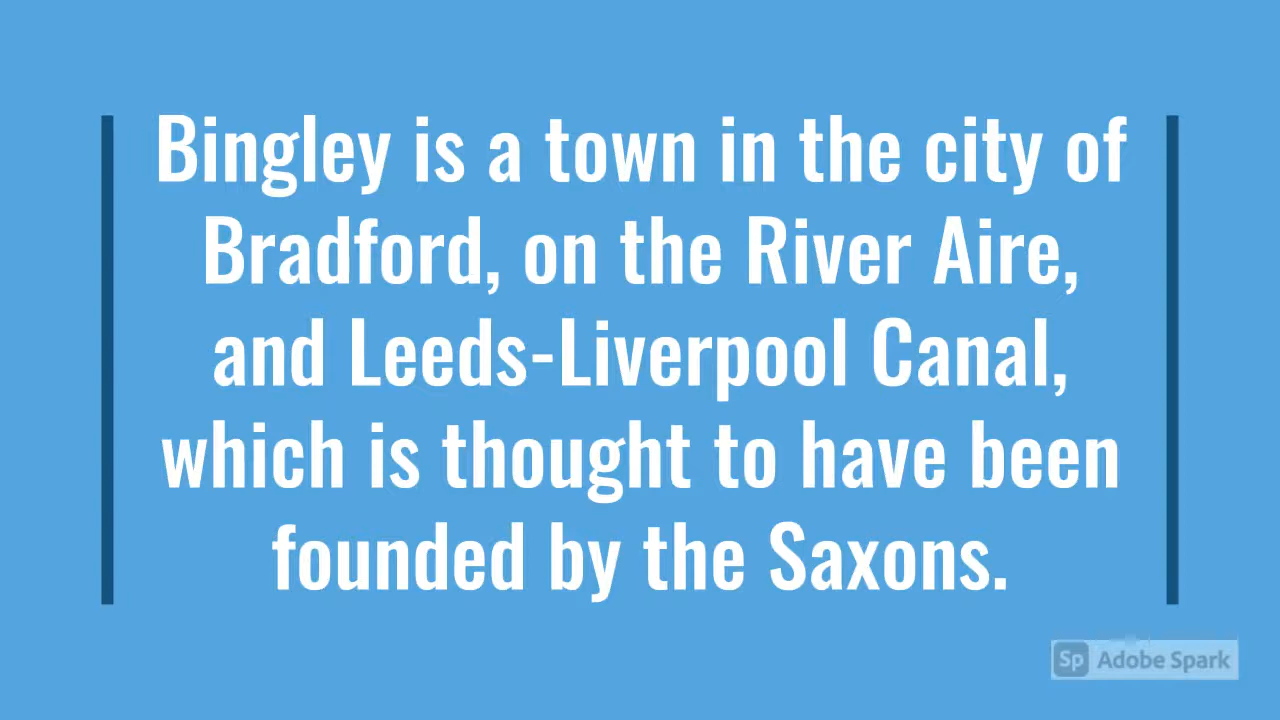 Bingley is a town in the city of
Bradford, on the River Aire,
and Leeds-Liverpool Canal,
which is thought to have been
founded by the Saxons.
Sp Adobe Spark